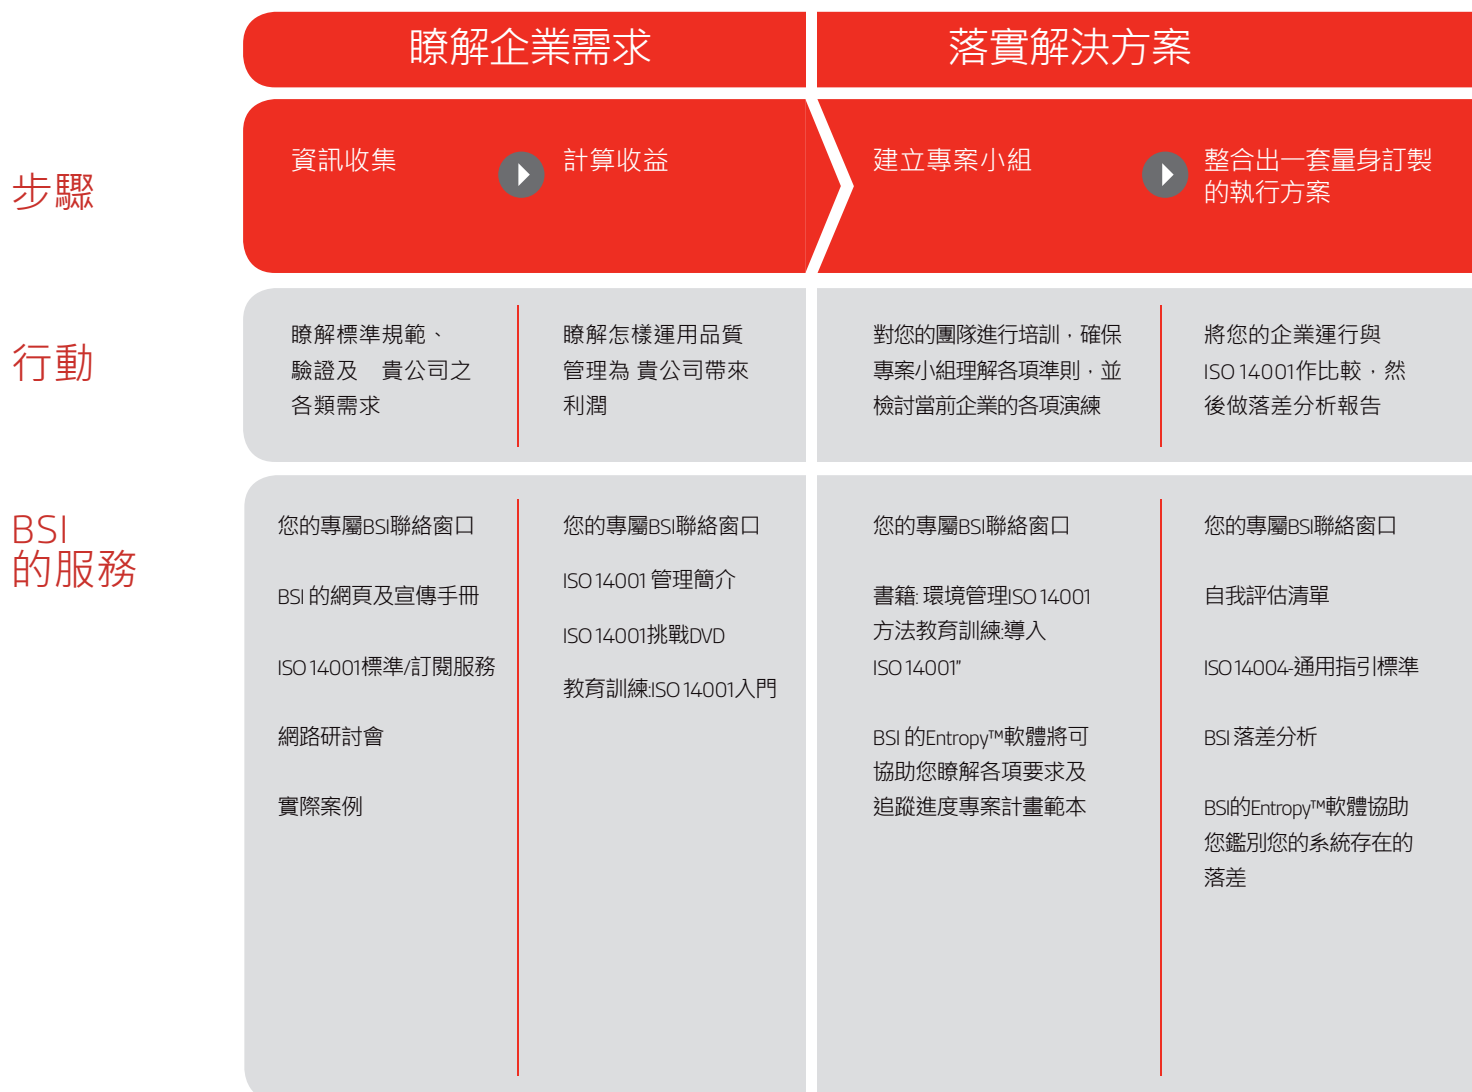 瞭解企業需求
落實解決方案
步驟
資訊收集
計算收益
建立專案小組
整合出一套量身訂製
的執行方案
行動
瞭解標準規範、
驗證及　貴公司之
各類需求
瞭解怎樣運用品質
管理為 貴公司帶來
利潤
對您的團隊進行培訓，確保
專案小組理解各項準則，並
檢討當前企業的各項演練
將您的企業運行與
ISO 14001作比較，然
後做落差分析報告
BSI
的服務
您的專屬BSI聯絡窗口
BSI 的網頁及宣傳手冊
ISO 14001標準/訂閱服務
網路研討會
實際案例
您的專屬BSI聯絡窗口
ISO 14001 管理簡介
ISO 14001挑戰DVD
教育訓練:ISO 14001入門
您的專屬BSI聯絡窗口
書籍: 環境管理ISO 14001
方法教育訓練:導入
ISO 14001”
BSI 的Entropy™軟體將可
協助您瞭解各項要求及
追蹤進度專案計畫範本
您的專屬BSI聯絡窗口
自我評估清單
ISO 14004-通用指引標準
BSI 落差分析
BSI的Entropy™軟體協助
您鑑別您的系統存在的
落差